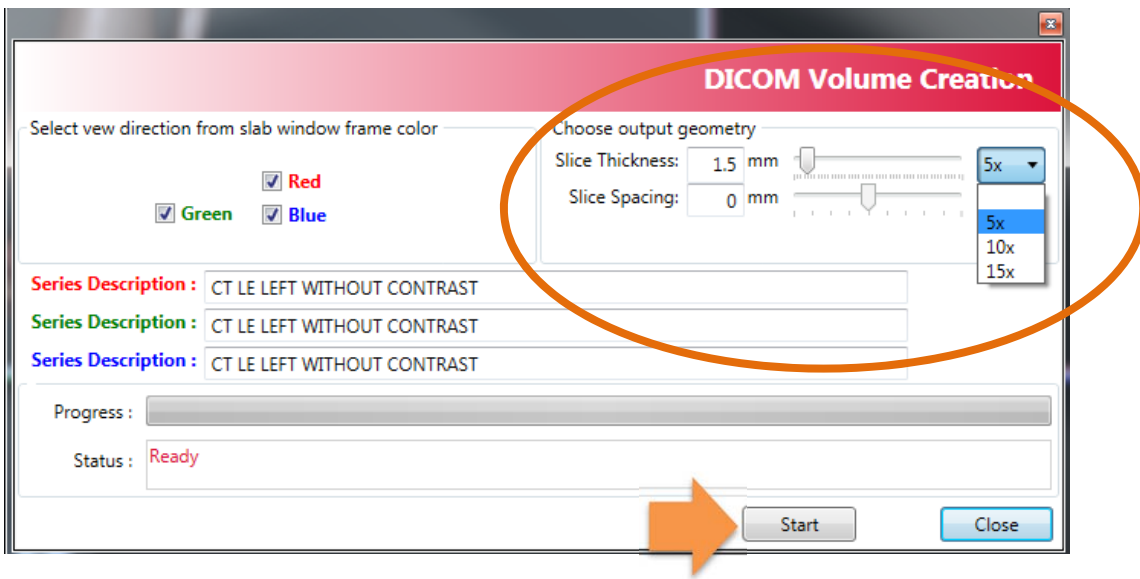 DICOM Volume Creation
Select vew direction from slab window frame color
Red
Green
Blue
Choose output geometry
Slice Thickness: 1.5 mm
5x
Slice Spacing: 0 mm
5x
10x
15x
Series Description : CT LE LEFT WITHOUT CONTRAST
Series Description : CT LE LEFT WITHOUT CONTRAST
Series Description : CT LE LEFT WITHOUT CONTRAST
Progress :
Status : Ready
Start
Close